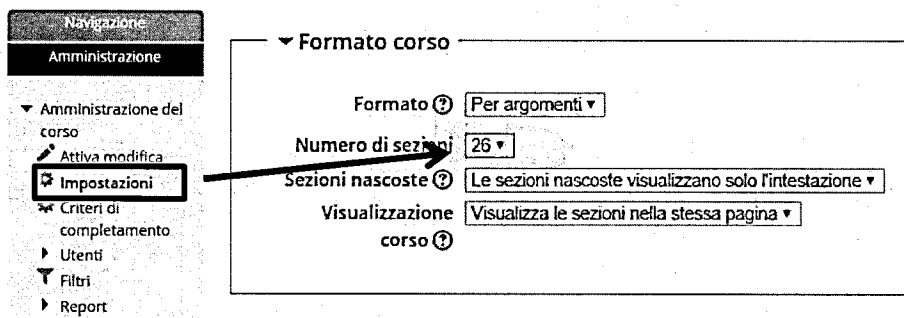 Navigazione
Amministrazione
Amministrazione del
corso
Attiva modifica
Impostazioni
Criteri di
completamento
Utenti
Filtri
Report
Formato corso
Formato
Per argomenti
Numero di sezioni
26
Sezioni nascoste
Le sezioni nascoste visualizzano solo l'intestazione
Visualizzazione
corso
Visualizza le sezioni nella stessa pagina